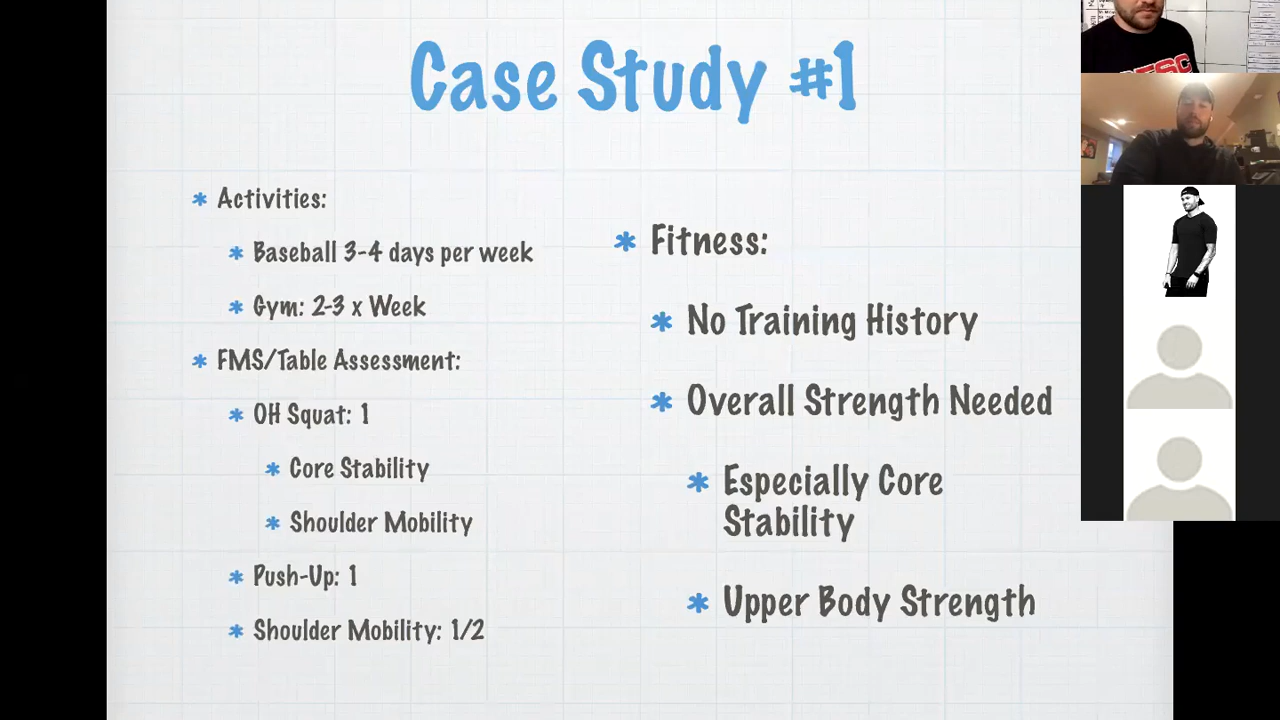 Case Study #1
* Activities:
* Baseball 3-4 days per week
* Gym: 2-3 x Week
* FMS/Table Assessment:
* OH Squat: 1
* Core Stability
* Shoulder Mobility
* Push-Up: 1
* Shoulder Mobility: 1/2
* Fitness:
* No Training History
* Overall Strength Needed
* Especially Core
Stability
* Upper Body Strength